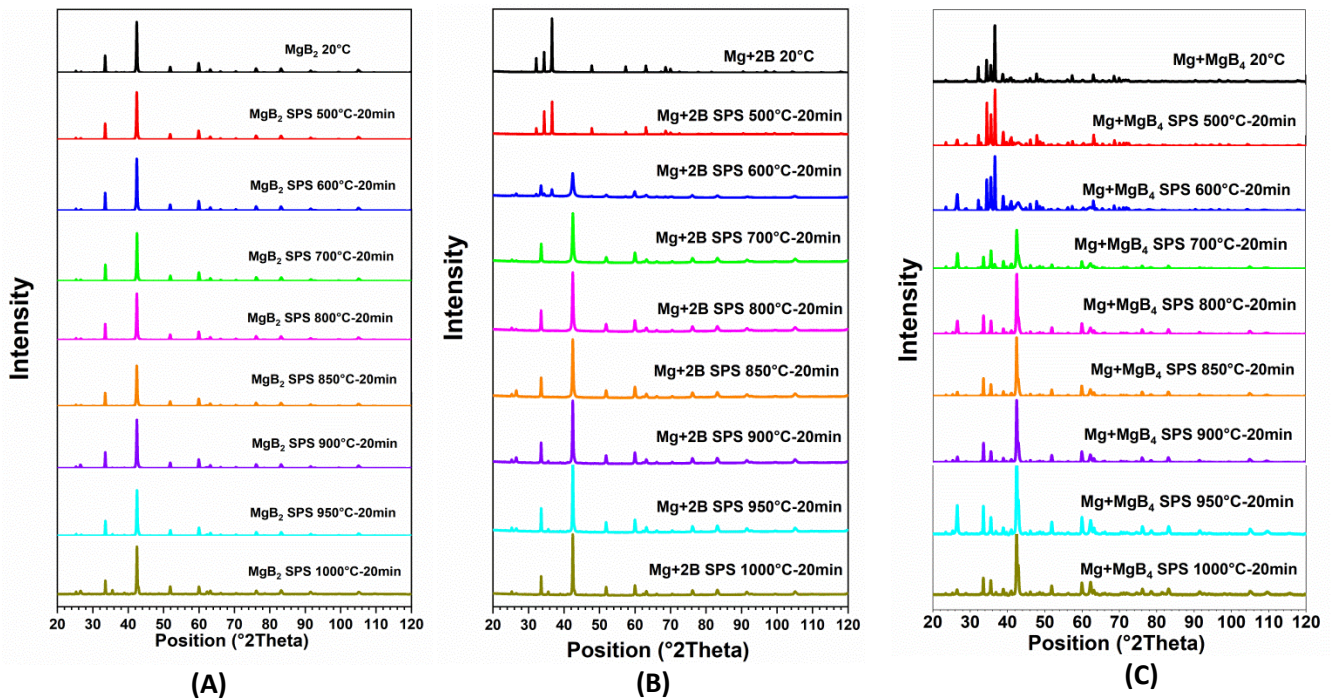 MgB₂ 20°C
MgB₂ SPS 500°C-20min
MgB₂ SPS 600°C-20min
MgB₂ SPS 700°C-20min
MgB₂ SPS 800°C-20min
MgB₂ SPS 850°C-20min
MgB₂ SPS 900°C-20min
MgB₂ SPS 950°C-20min
MgB₂ SPS 1000°C-20min
Intensity
20 30 40 50 60 70 80 90 100 110 120
Position (°2Theta)
(A)
Mg+2B 20°C
Mg+2B SPS 500°C-20min
Mg+2B SPS 600°C-20min
Mg+2B SPS 700°C-20min
Mg+2B SPS 800°C-20min
Mg+2B SPS 850°C-20min
Mg+2B SPS 900°C-20min
Mg+2B SPS 950°C-20min
Mg+2B SPS 1000°C-20min
Intensity
20 30 40 50 60 70 80 90 100 110 120
Position (°2Theta)
(B)
Mg+MgB₄ 20°C
Mg+MgB₄ SPS 500°C-20min
Mg+MgB₄ SPS 600°C-20min
Mg+MgB₄ SPS 700°C-20min
Mg+MgB₄ SPS 800°C-20min
Mg+MgB₄ SPS 850°C-20min
Mg+MgB₄ SPS 900°C-20min
Mg+MgB₄ SPS 950°C-20min
Mg+MgB₄ SPS 1000°C-20min
Intensity
20 30 40 50 60 70 80 90 100 110 120
Position (°2Theta)
(C)